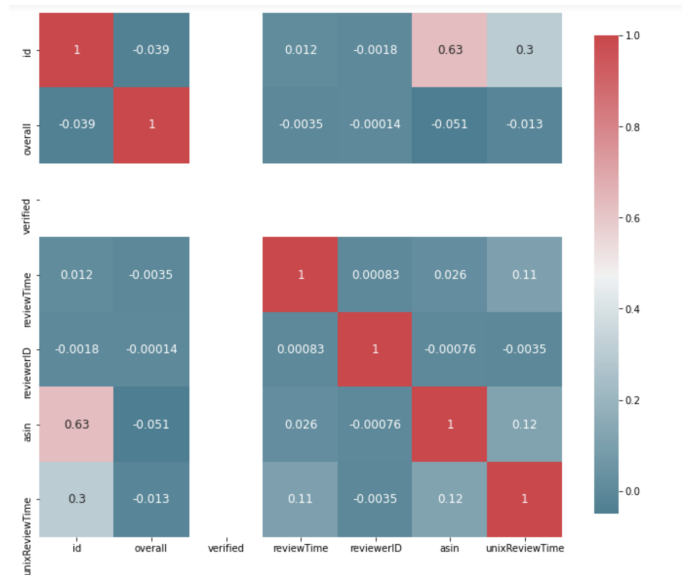 id 1 -0.039 0.012 -0.0018 0.63 0.3
overall -0.039 1 -0.0035 -0.00014 -0.051 -0.013
verified
reviewTime 0.012 -0.0035 1 0.00083 0.026 0.11
reviewerID -0.0018 -0.00014 0.00083 1 -0.00076 -0.0035
asin 0.63 -0.051 0.026 -0.00076 1 0.12
unixReviewTime 0.3 -0.013 0.11 -0.0035 0.12 1
id overall verified reviewTime reviewerID asin unixReviewTime
1.0
0.8
0.6
0.4
0.2
0.0